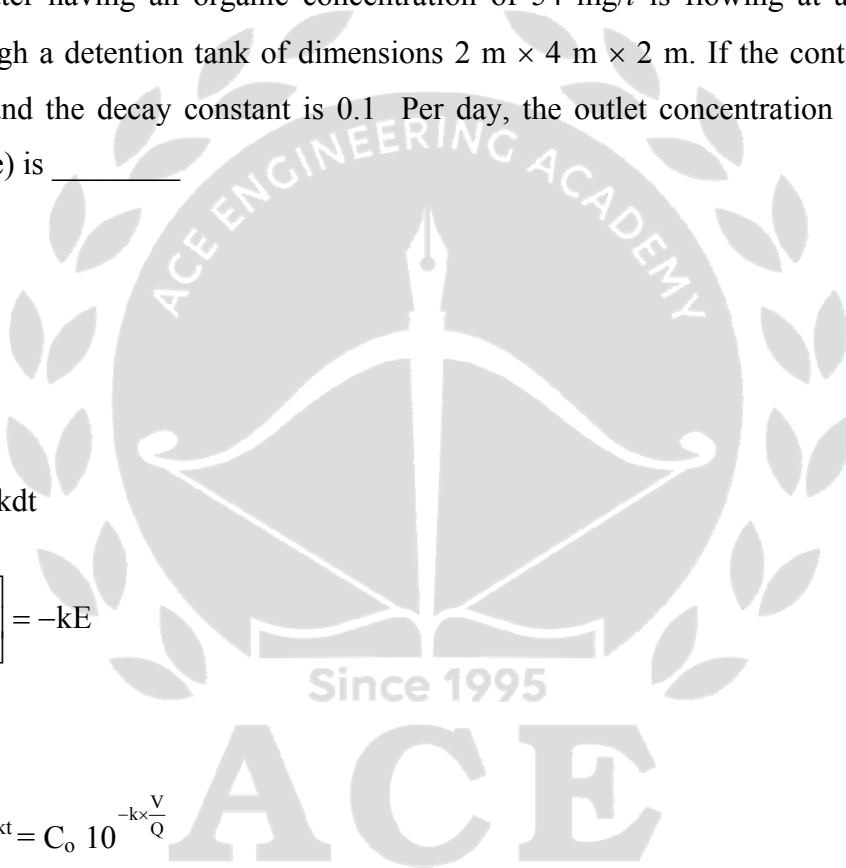 ter having an organic concentration of 54 mg/l is flowing at a
gh a detention tank of dimensions 2 m × 4 m × 2 m. If the cont
nd the decay constant is 0.1 Per day, the outlet concentration
e) is ________
ACE ENGINEERING ACADEMY
kdt
= −kE
Since 1995
kt = Cₒ 10^(−k×V/Q)
ACE